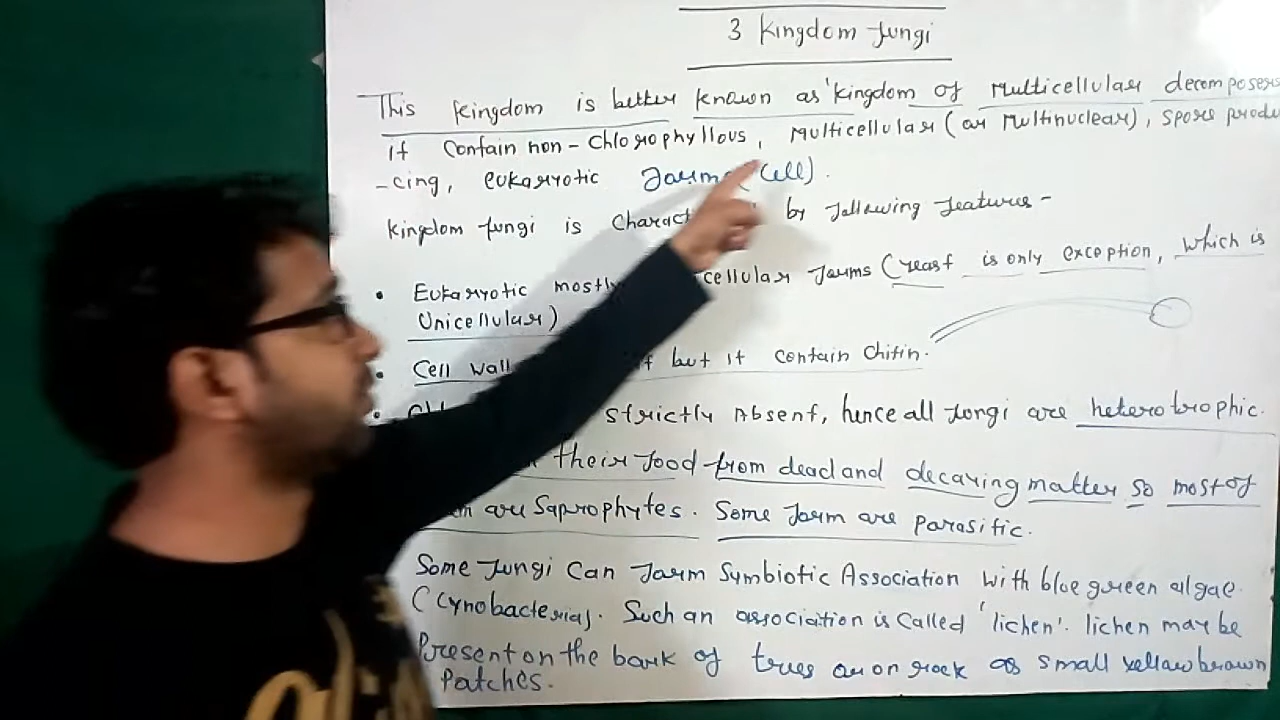 3 Kingdom fungi
This kingdom is better known as 'kingdom of Multicellular decomposers
it contain non-chlorophyllous, Multicellular (or Multinuclear), spore produ
-cing, eukaryotic form (cell).
kingdom fungi is charact by following features -
• Eukaryotic mostly cellular forms (yeast is only exception, which is
Unicellular)
• Cell wall but it contain chitin.
• strictly Absent, hence all fungi are heterotrophic.
their food from dead and decaying matter so most of
are Saprophytes. Some form are parasitic.
Some fungi can form Symbiotic Association with blue green algae.
(Cynobacteria). Such an association is called 'lichen'. lichen may be
Present on the bark of trees or on rock as small yellow brown
Patches.